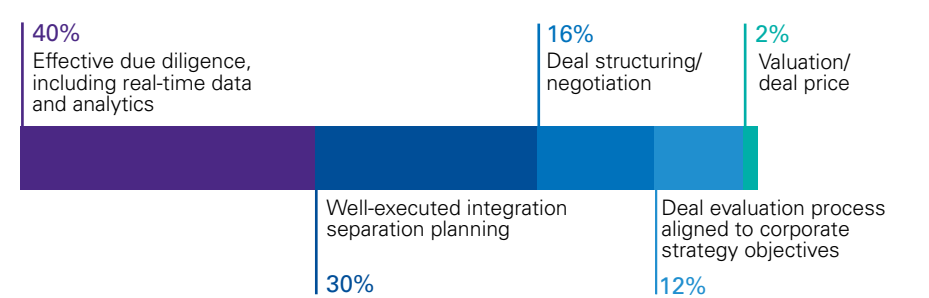 40%
Effective due diligence,
including real-time data
and analytics
16%
Deal structuring/
negotiation
2%
Valuation/
deal price
Well-executed integration
separation planning
30%
Deal evaluation process
aligned to corporate
strategy objectives
12%